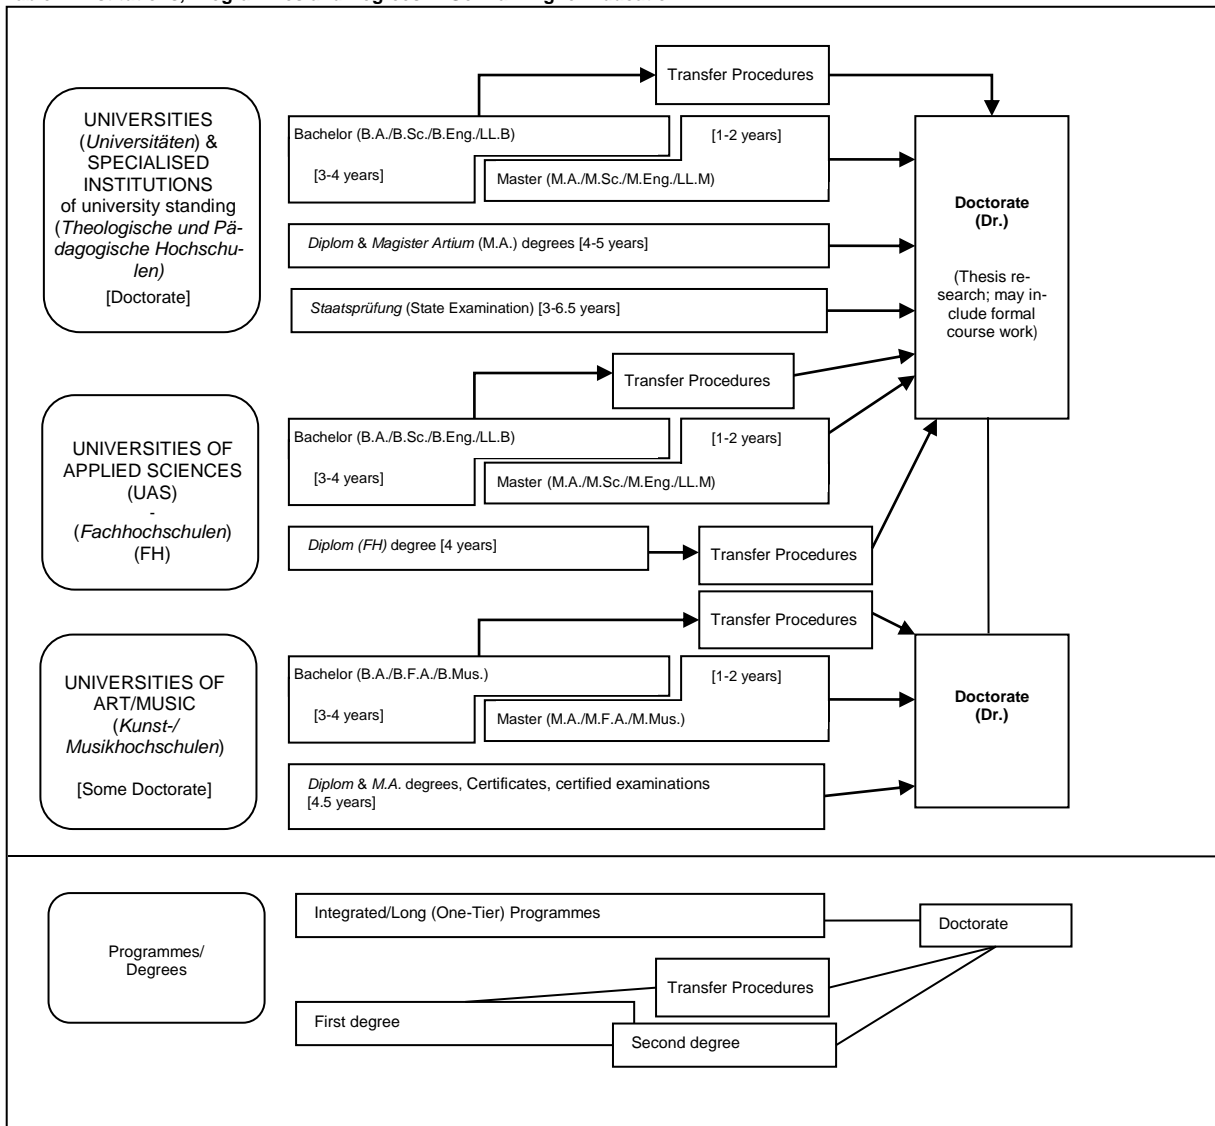 Transfer Procedures
UNIVERSITIES
(Universitäten) &
SPECIALISED
INSTITUTIONS
of university standing
(Theologische und Pä-
dagogische Hochschu-
len)
[Doctorate]
Bachelor (B.A./B.Sc./B.Eng./LL.B)
[3-4 years]
[1-2 years]
Master (M.A./M.Sc./M.Eng./LL.M)
Diplom & Magister Artium (M.A.) degrees [4-5 years]
Staatsprüfung (State Examination) [3-6.5 years]
Doctorate
(Dr.)
(Thesis re-
search; may in-
clude formal
course work)
Transfer Procedures
UNIVERSITIES OF
APPLIED SCIENCES
(UAS)
-
(Fachhochschulen)
(FH)
Bachelor (B.A./B.Sc./B.Eng./LL.B)
[3-4 years]
[1-2 years]
Master (M.A./M.Sc./M.Eng./LL.M)
Diplom (FH) degree [4 years]
Transfer Procedures
Transfer Procedures
UNIVERSITIES OF
ART/MUSIC
(Kunst-/
Musikhochschulen)
[Some Doctorate]
Bachelor (B.A./B.F.A./B.Mus.)
[3-4 years]
[1-2 years]
Master (M.A./M.F.A./M.Mus.)
Diplom & M.A. degrees, Certificates, certified examinations
[4.5 years]
Doctorate
(Dr.)
Programmes/
Degrees
Integrated/Long (One-Tier) Programmes
Doctorate
Transfer Procedures
First degree
Second degree